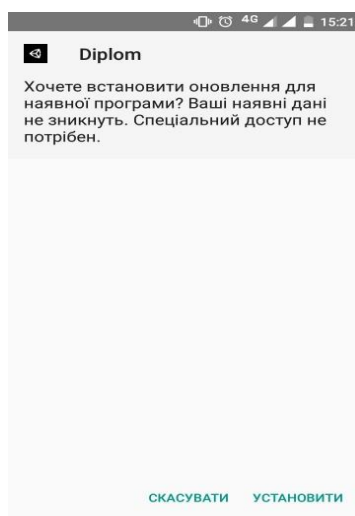 4G 15:21
Diplom
Хочете встановити оновлення для
наявної програми? Ваші наявні дані
не зникнуть. Спеціальний доступ не
потрібен.
СКАСУВАТИ УСТАНОВИТИ